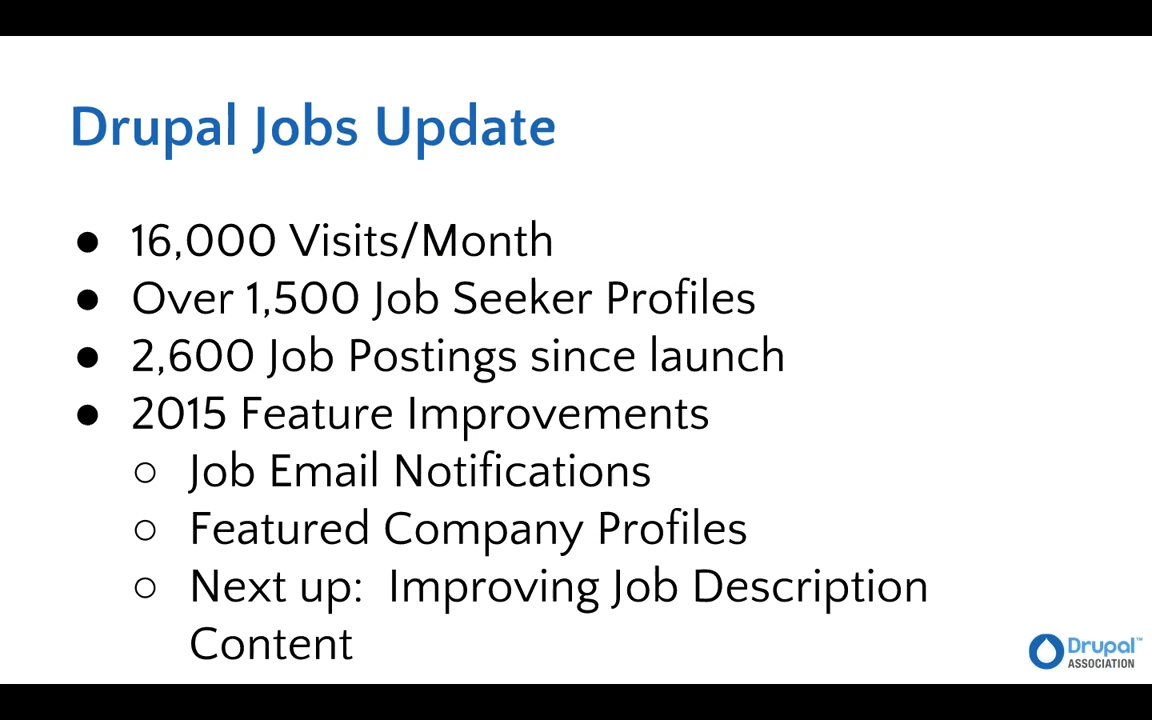 Drupal Jobs Update
● 16,000 Visits/Month
● Over 1,500 Job Seeker Profiles
● 2,600 Job Postings since launch
● 2015 Feature Improvements
○ Job Email Notifications
○ Featured Company Profiles
○ Next up:  Improving Job Description
Content
Drupal™
ASSOCIATION